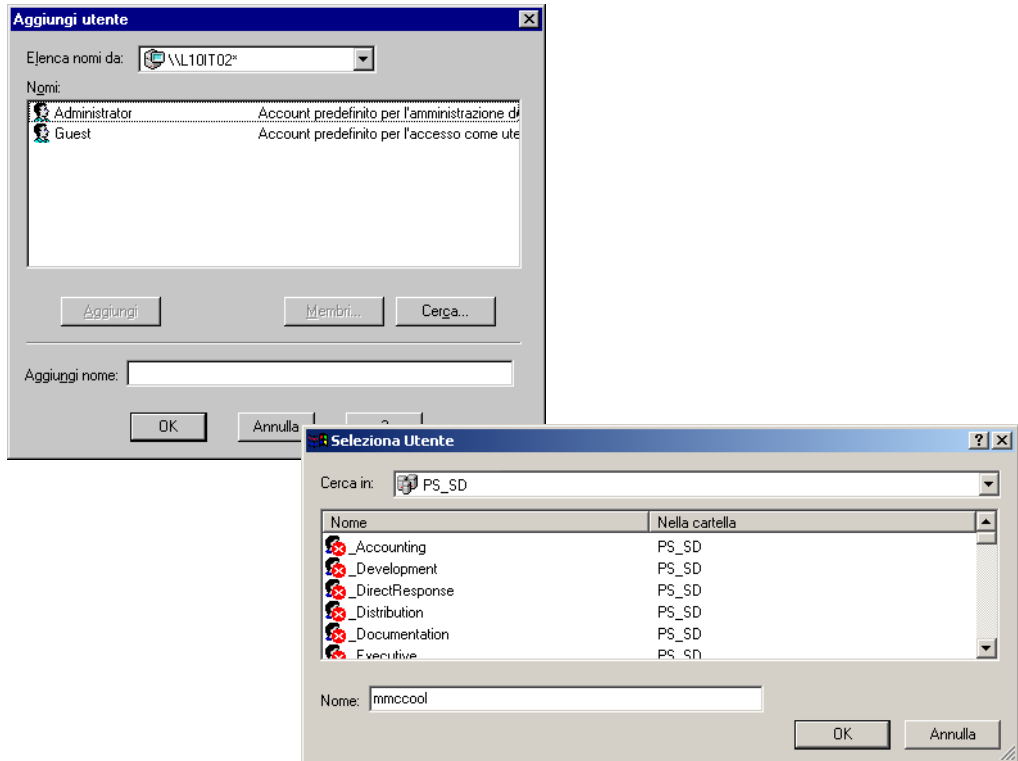 Aggiungi utente
Elenca nomi da: \\L10IT02*
Nomi:
Administrator Account predefinito per l'amministrazione di
Guest Account predefinito per l'accesso come ute
Aggiungi Membri... Cerca...
Aggiungi nome:
OK Annulla ?
Seleziona Utente
Cerca in: PS_SD
Nome Nella cartella
_Accounting PS_SD
_Development PS_SD
_DirectResponse PS_SD
_Distribution PS_SD
_Documentation PS_SD
_Executive PS_SD
Nome: mmccool
OK Annulla